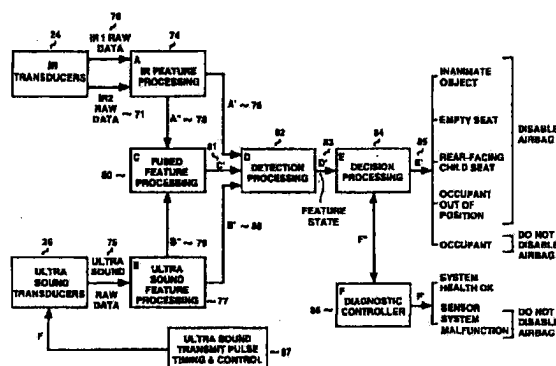 70
IR 1 RAW
DATA
24
74
IR
TRANSDUCERS
A
IR FEATURE
PROCESSING
IR2
RAW
DATA
71
A' ~ 76
A" ~ 78
80
C
FUSED
FEATURE
PROCESSING
81
C'
82
D
DETECTION
PROCESSING
83
D'
FEATURE
STATE
84
E
DECISION
PROCESSING
85
E'
INANIMATE
OBJECT
EMPTY SEAT
REAR-FACING
CHILD SEAT
OCCUPANT
OUT OF
POSITION
DISABLE
AIRBAG
OCCUPANT
DO NOT
DISABLE
AIRBAG
B" ~ 79
B'
26
75
ULTRA
SOUND
TRANSDUCERS
ULTRA
SOUND
RAW
DATA
ULTRA SOUND
FEATURE
PROCESSING
77
F"
F
DIAGNOSTIC
CONTROLLER
SYSTEM
HEALTH OK
SENSOR
SYSTEM
MALFUNCTION
DO NOT
DISABLE
AIRBAG
ULTRA SOUND
TRANSMIT PULSE
TIMING & CONTROL
87